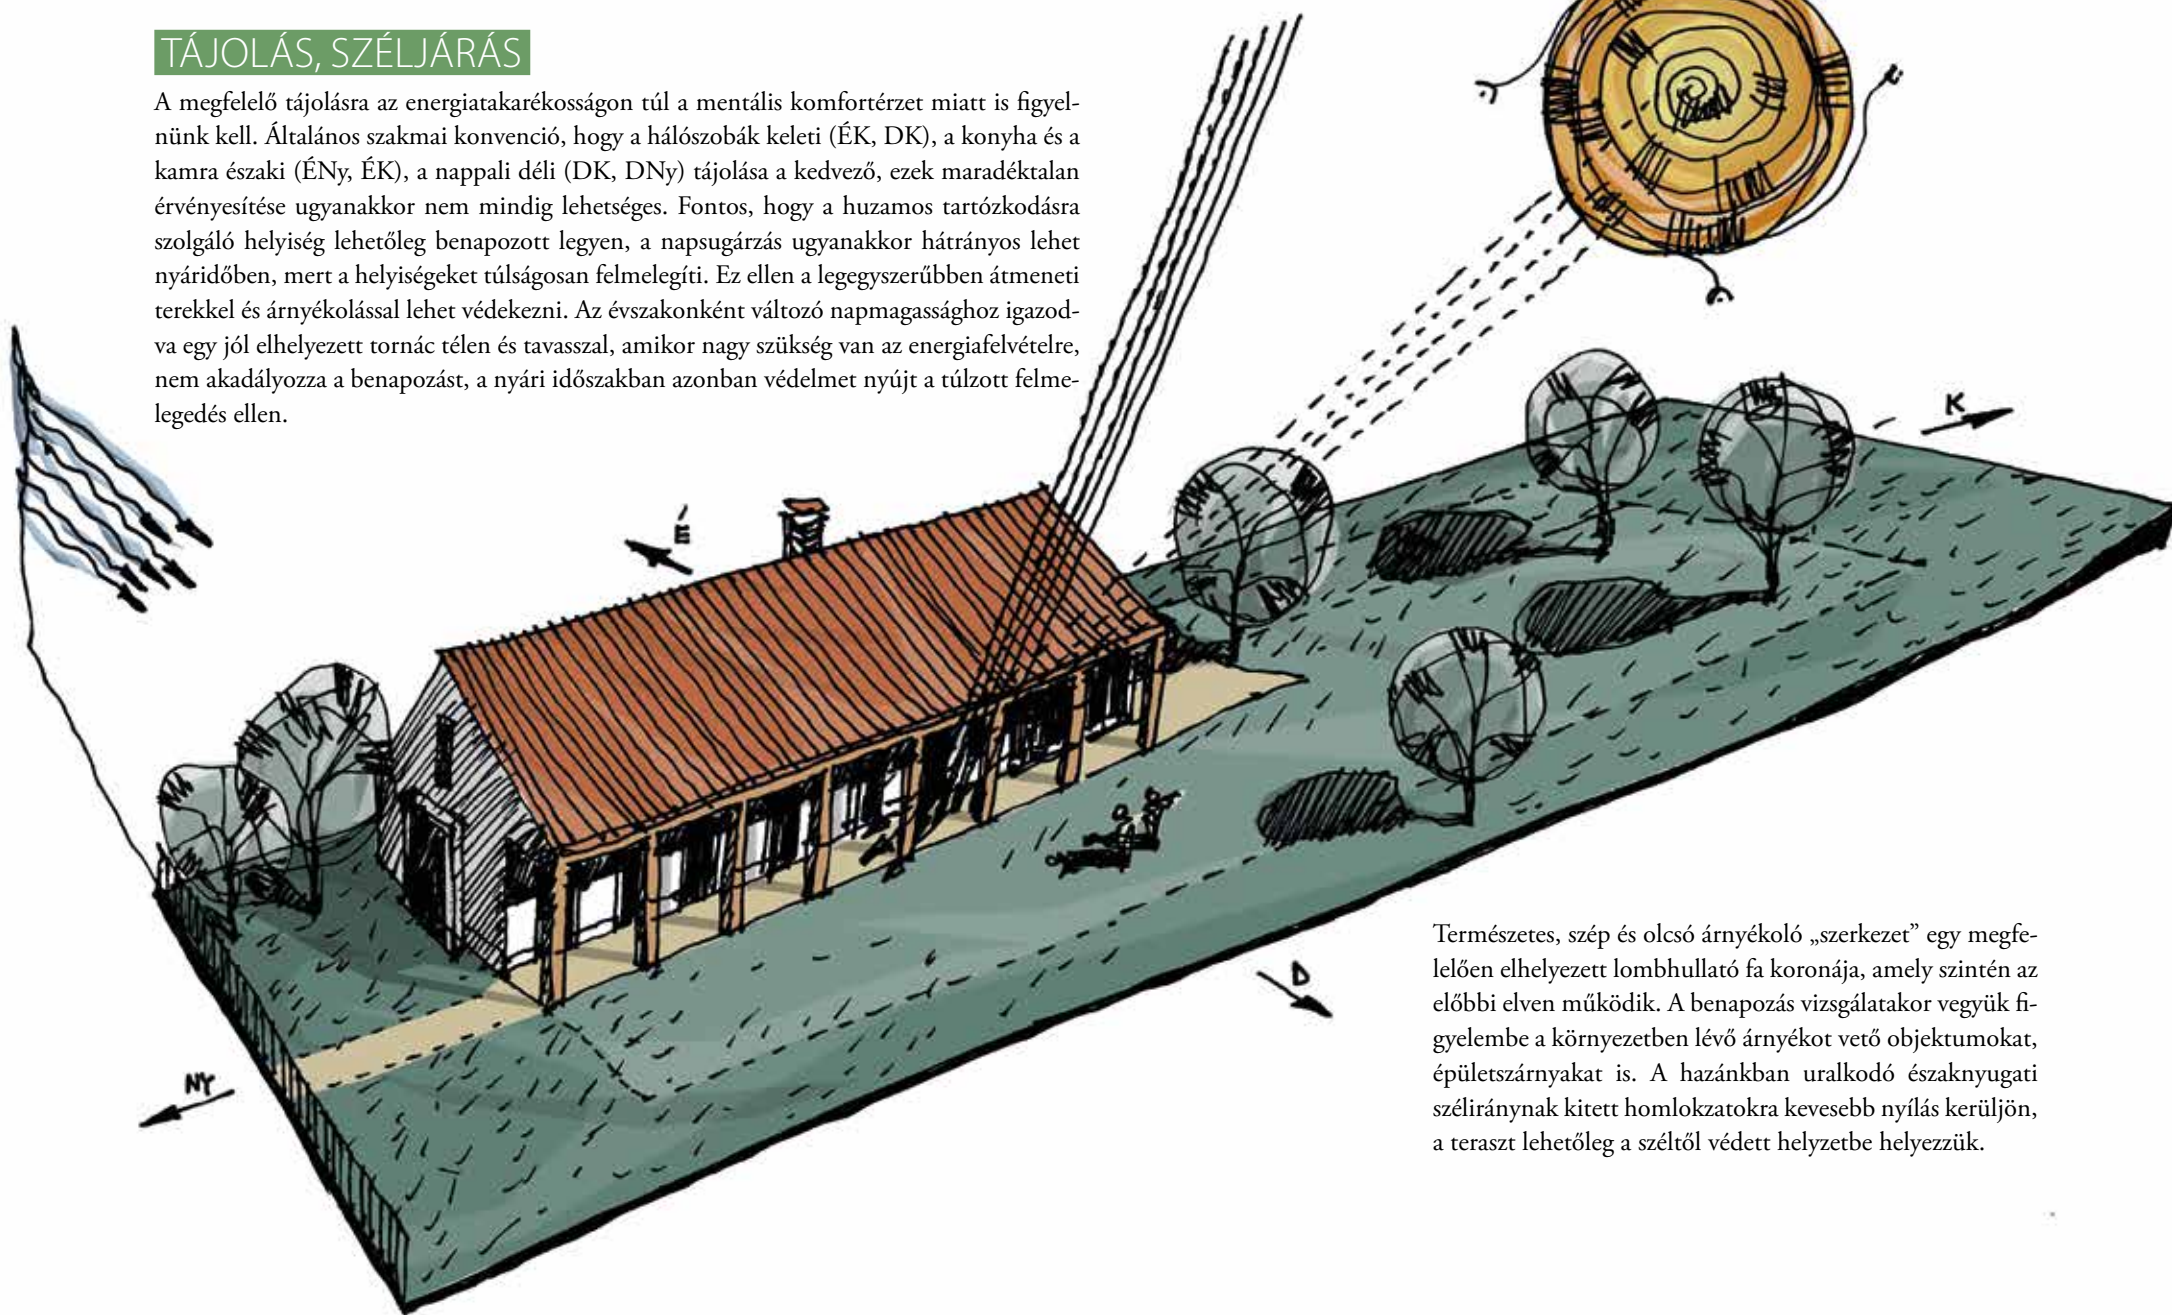 TÁJOLÁS, SZÉLJÁRÁS
A megfelelő tájolásra az energiatakarékosságon túl a mentális komfortérzet miatt is figyel-
nünk kell. Általános szakmai konvenció, hogy a hálószobák keleti (ÉK, DK), a konyha és a
kamra északi (ÉNy, ÉK), a nappali déli (DK, DNy) tájolása a kedvező, ezek maradéktalan
érvényesítése ugyanakkor nem mindig lehetséges. Fontos, hogy a huzamos tartózkodásra
szolgáló helyiség lehetőleg benapozott legyen, a napsugárzás ugyanakkor hátrányos lehet
nyáridőben, mert a helyiségeket túlságosan felmelegíti. Ez ellen a legegyszerűbben átmeneti
terekkel és árnyékolással lehet védekezni. Az évszakonként változó napmagassághoz igazod-
va egy jól elhelyezett tornác télen és tavasszal, amikor nagy szükség van az energiafelvételre,
nem akadályozza a benapozást, a nyári időszakban azonban védelmet nyújt a túlzott felme-
legedés ellen.
K
É
D
NY
Természetes, szép és olcsó árnyékoló „szerkezet” egy megfe-
lelően elhelyezett lombhullató fa koronája, amely szintén az
előbbi elven működik. A benapozás vizsgálatakor vegyük fi-
gyelembe a környezetben lévő árnyékot vető objektumokat,
épületszárnyakat is. A hazánkban uralkodó északnyugati
széliránynak kitett homlokzatokra kevesebb nyílás kerüljön,
a teraszt lehetőleg a széltől védett helyzetbe helyezzük.